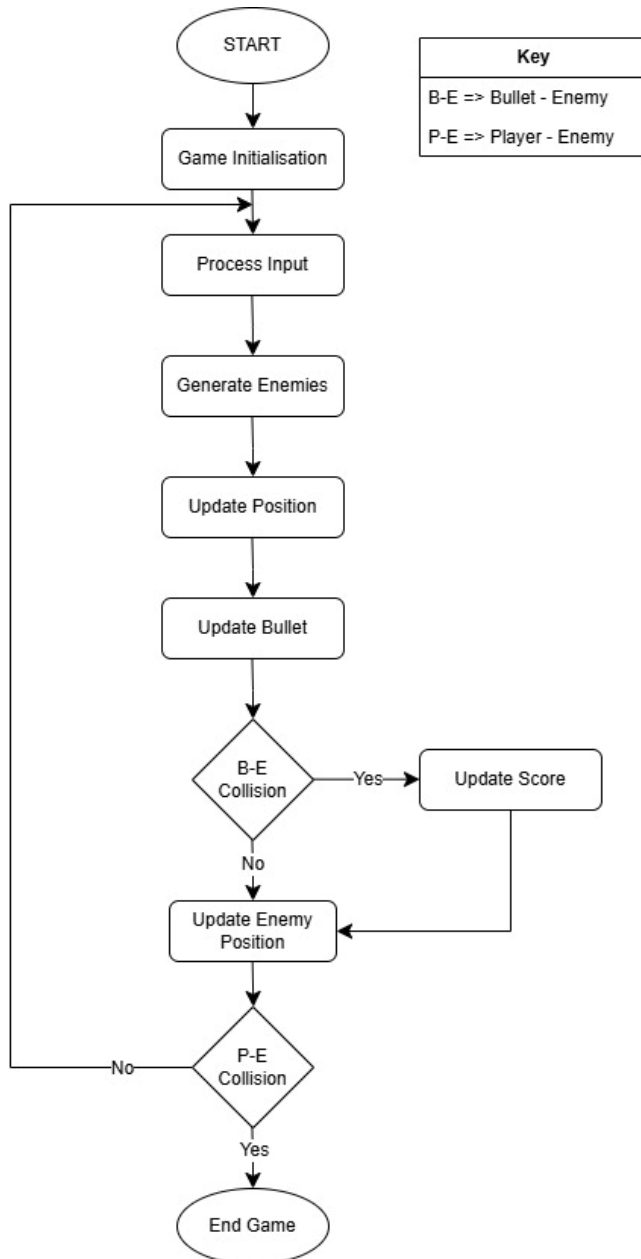 START
Key
B-E => Bullet - Enemy
P-E => Player - Enemy
Game Initialisation
Process Input
Generate Enemies
Update Position
Update Bullet
B-E
Collision
Yes
Update Score
No
Update Enemy
Position
P-E
Collision
No
Yes
End Game